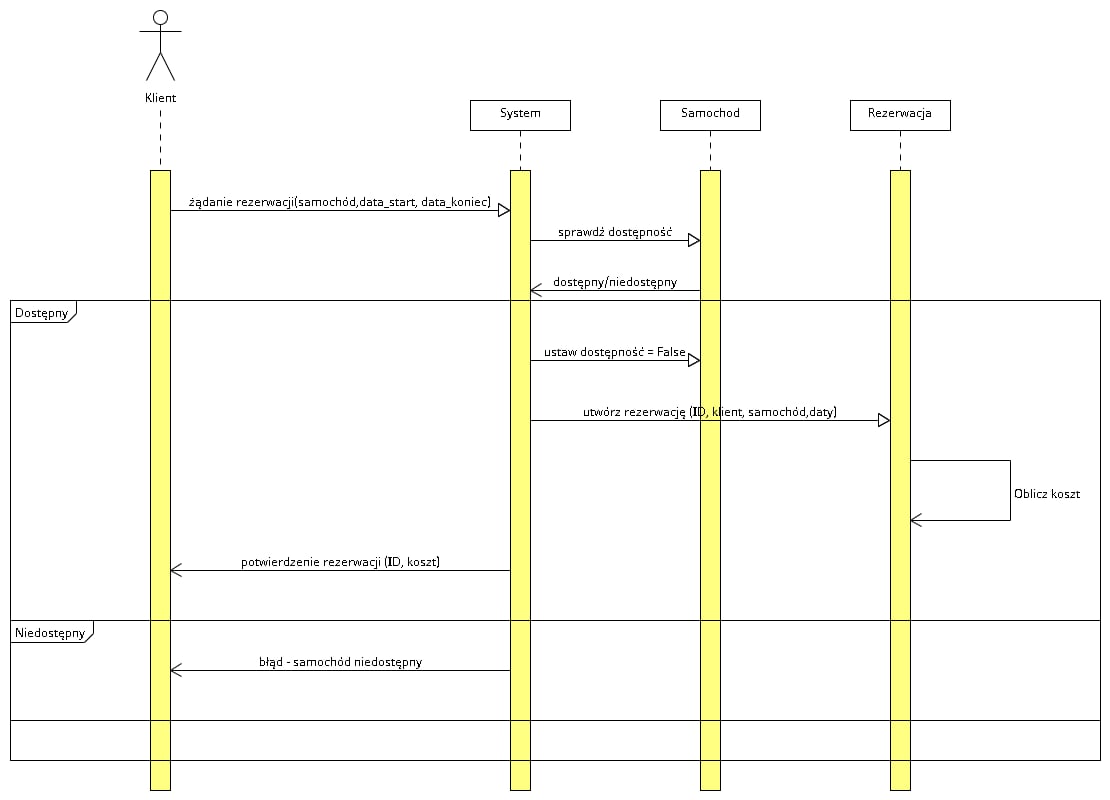 Klient
System
Samochod
Rezerwacja
żądanie rezerwacji(samochód,data_start, data_koniec)
sprawdź dostępność
dostępny/niedostępny
Dostępny
ustaw dostępność = False
utwórz rezerwację (ID, klient, samochód,daty)
Oblicz koszt
potwierdzenie rezerwacji (ID, koszt)
Niedostępny
błąd - samochód niedostępny